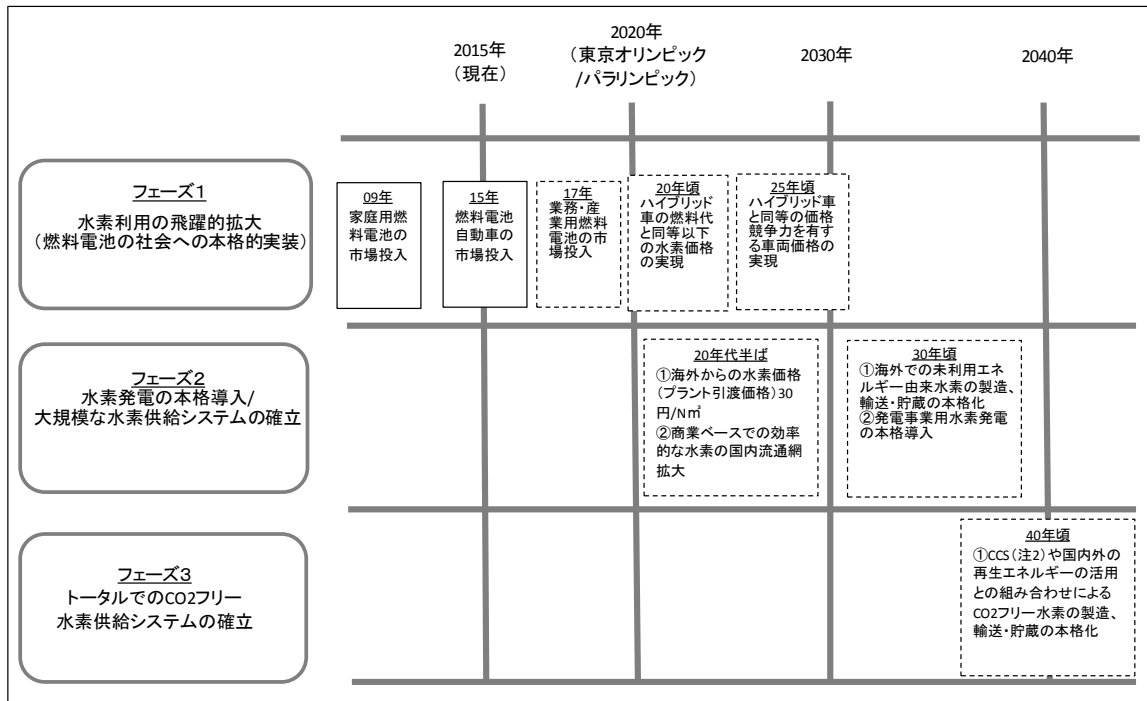 2015年
（現在）
2020年
（東京オリンピック
/パラリンピック）
2030年
2040年
フェーズ1
水素利用の飛躍的拡大
（燃料電池の社会への本格的実装）
09年
家庭用燃
料電池の
市場投入
15年
燃料電池
自動車の
市場投入
17年
業務・産
業用燃料
電池の市
場投入
20年頃
ハイブリッド
車の燃料代
と同等以下
の水素価格
の実現
25年頃
ハイブリッド車
と同等の価格
競争力を有す
る車両価格の
実現
フェーズ2
水素発電の本格導入/
大規模な水素供給システムの確立
20年代半ば
①海外からの水素価格
（プラント引渡価格）30
円/N㎥
②商業ベースでの効率
的な水素の国内流通網
拡大
30年頃
①海外での未利用エネ
ルギー由来水素の製造、
輸送・貯蔵の本格化
②発電事業用水素発電
の本格導入
フェーズ3
トータルでのCO2フリー
水素供給システムの確立
40年頃
①CCS（注2）や国内外の
再生エネルギーの活用
との組み合わせによる
CO2フリー水素の製造、
輸送・貯蔵の本格化